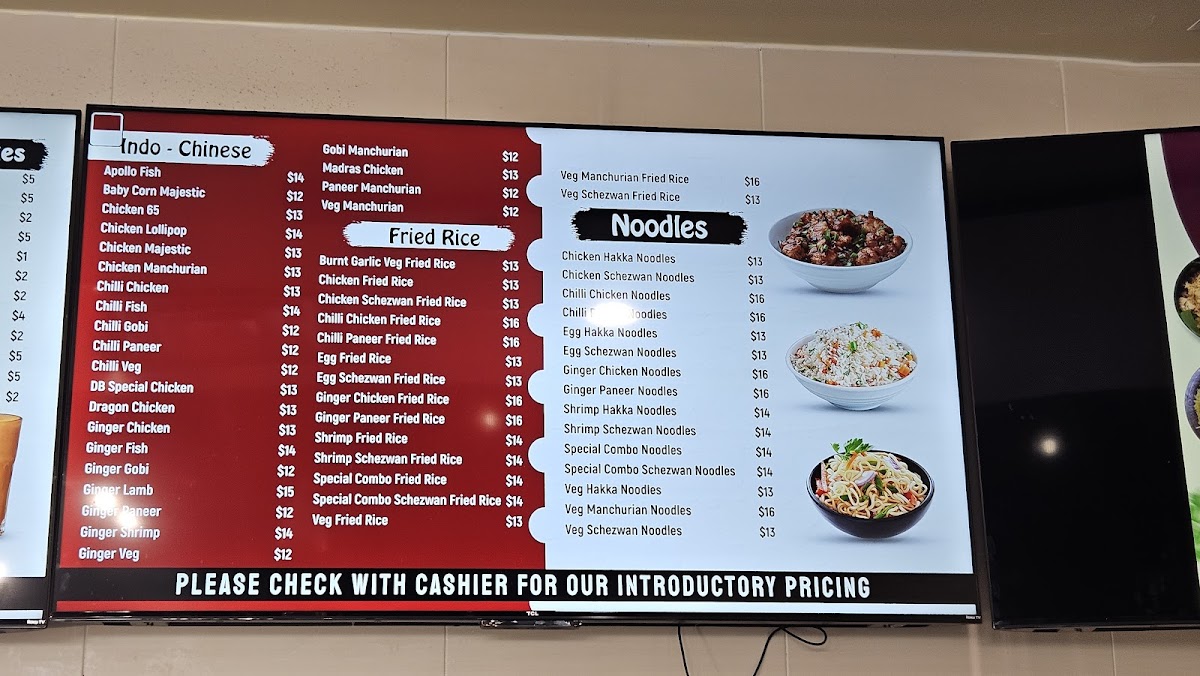 es
$5
$5
$2
$5
$1
$2
$2
$4
$2
$5
$5
$2
Indo - Chinese
Apollo Fish $14
Baby Corn Majestic $12
Chicken 65 $13
Chicken Lollipop $14
Chicken Majestic $13
Chicken Manchurian $13
Chilli Chicken $13
Chilli Fish $14
Chilli Gobi $12
Chilli Paneer $12
Chilli Veg $12
DB Special Chicken $13
Dragon Chicken $13
Ginger Chicken $13
Ginger Fish $14
Ginger Gobi $12
Ginger Lamb $15
Ginger Paneer $12
Ginger Shrimp $14
Ginger Veg $12
Gobi Manchurian $12
Madras Chicken $13
Paneer Manchurian $12
Veg Manchurian $12
Fried Rice
Burnt Garlic Veg Fried Rice $13
Chicken Fried Rice $13
Chicken Schezwan Fried Rice $13
Chilli Chicken Fried Rice $16
Chilli Paneer Fried Rice $16
Egg Fried Rice $13
Egg Schezwan Fried Rice $13
Ginger Chicken Fried Rice $16
Ginger Paneer Fried Rice $16
Shrimp Fried Rice $14
Shrimp Schezwan Fried Rice $14
Special Combo Fried Rice $14
Special Combo Schezwan Fried Rice $14
Veg Fried Rice $13
Veg Manchurian Fried Rice $16
Veg Schezwan Fried Rice $13
Noodles
Chicken Hakka Noodles $13
Chicken Schezwan Noodles $13
Chilli Chicken Noodles $16
Chilli Noodles $16
Egg Hakka Noodles $13
Egg Schezwan Noodles $13
Ginger Chicken Noodles $16
Ginger Paneer Noodles $16
Shrimp Hakka Noodles $14
Shrimp Schezwan Noodles $14
Special Combo Noodles $14
Special Combo Schezwan Noodles $14
Veg Hakka Noodles $13
Veg Manchurian Noodles $16
Veg Schezwan Noodles $13
PLEASE CHECK WITH CASHIER FOR OUR INTRODUCTORY PRICING
TCL
Roku TV
Roku TV